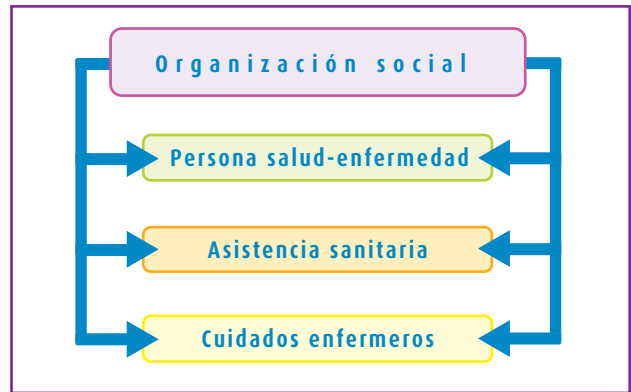 Organización social
Persona salud-enfermedad
Asistencia sanitaria
Cuidados enfermeros